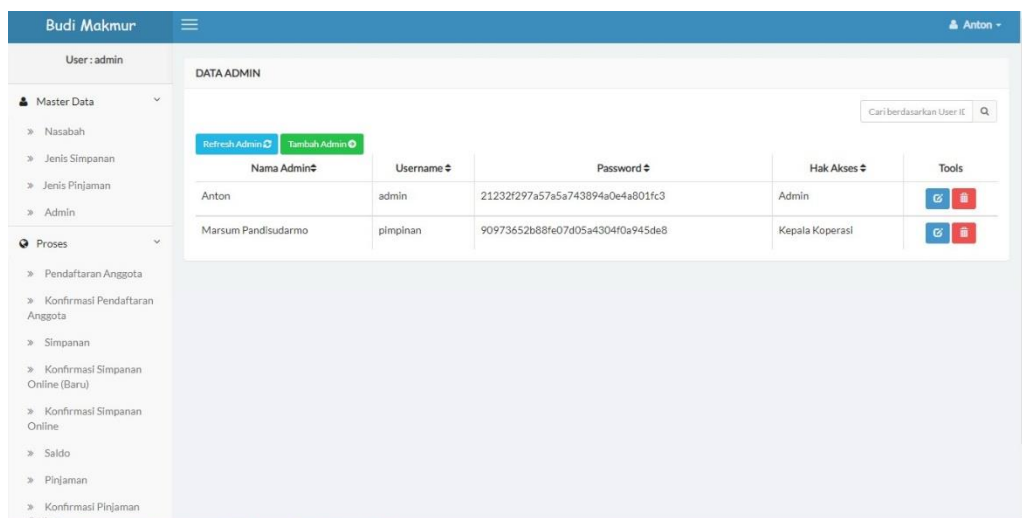 Budi Makmur
Anton
User : admin
DATA ADMIN
Master Data
Cari berdasarkan User I
» Nasabah
» Jenis Simpanan
» Jenis Pinjaman
» Admin
Refresh Admin
Tambah Admin
Nama Admin Username Password Hak Akses Tools
Anton admin 21232f297a57a5a743894a0e4a801fc3 Admin
Marsum Pandisudarmo pimpinan 90973652b88fe07d05a4304f0a945de8 Kepala Koperasi
Proses
» Pendaftaran Anggota
» Konfirmasi Pendaftaran
Anggota
» Simpanan
» Konfirmasi Simpanan
Online (Baru)
» Konfirmasi Simpanan
Online
» Saldo
» Pinjaman
» Konfirmasi Pinjaman